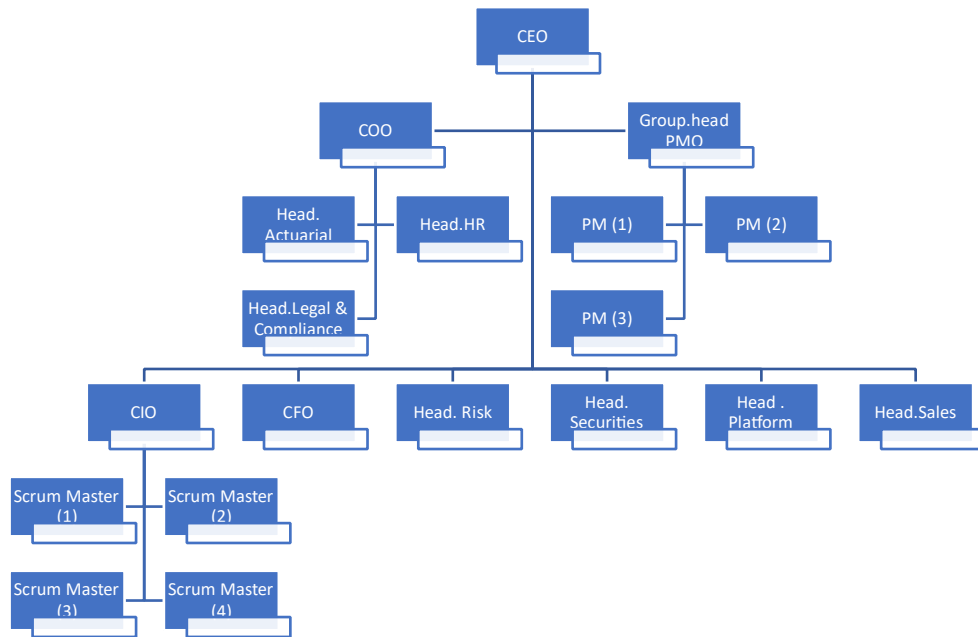 CEO
COO
Group.head
PMO
Head.
Actuarial
Head.HR
PM (1)
PM (2)
Head.Legal &
Compliance
PM (3)
CIO
CFO
Head. Risk
Head.
Securities
Head .
Platform
Head.Sales
Scrum Master
(1)
Scrum Master
(2)
Scrum Master
(3)
Scrum Master
(4)